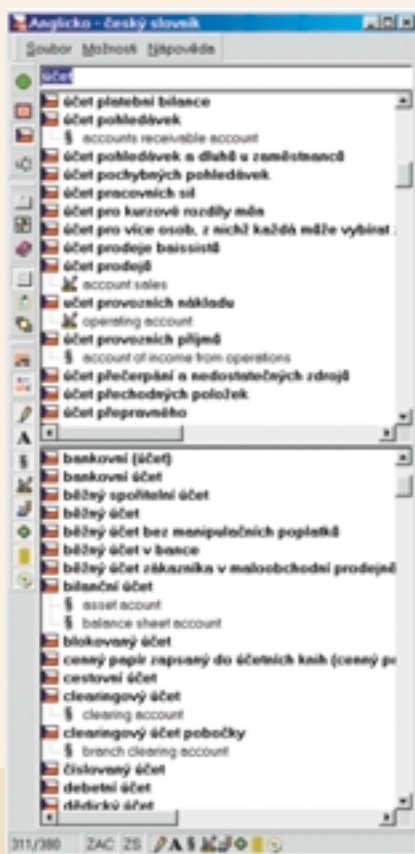 Anglicko - český slovník
Soubor Možnosti Nápověda
účet
účet platební bilance
účet pohledávek
§ accounts receivable account
účet pohledávek a dluhů u zaměstnanců
účet pochybných pohledávek
účet pracovních sil
účet pro kurzové rozdíly měn
účet pro více osob, z nichž každá může vybírat
účet prodeje baissistů
účet prodejů
account sales
učet provozních nákladu
operating account
účet provozních příjmů
§ account of income from operations
účet přečerpání a nedostatečných zdrojů
účet přechodných položek
účet přepravného
bankovní (účet)
bankovní účet
běžný spořitelní účet
běžný účet
běžný účet bez manipulačních poplatků
běžný účet v bance
běžný účet zákazníka v maloobchodní prodejně
bilanční účet
§ asset acount
§ balance sheet account
blokovaný účet
cenný papír zapsaný do účetních knih (cenný
cestovní účet
clearingový účet
§ clearing account
clearingový účet pobočky
§ branch clearing account
číslovaný účet
debetní účet
dědický účet
311/380 ZAC ZS A §